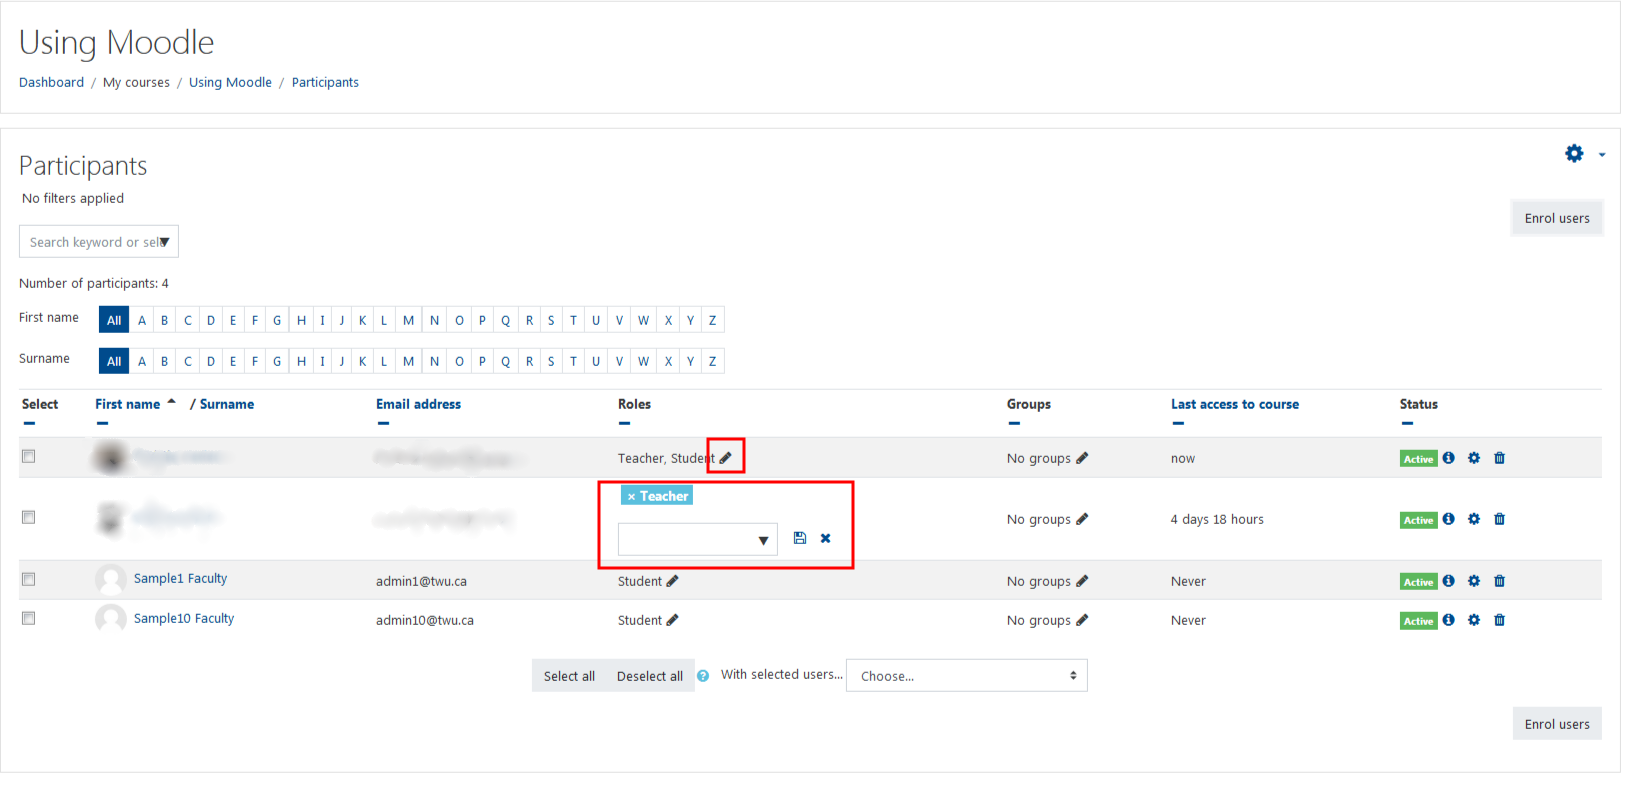 Using Moodle
Dashboard / My courses / Using Moodle / Participants
Participants
No filters applied
Enrol users
Search keyword or sel
Number of participants: 4
First name All A B C D E F G H I J K L M N O P Q R S T U V W X Y Z
Surname All A B C D E F G H I J K L M N O P Q R S T U V W X Y Z
Select First name / Surname Email address Roles Groups Last access to course Status
Teacher, Student No groups now Active
× Teacher
No groups 4 days 18 hours Active
Sample1 Faculty admin1@twu.ca Student No groups Never Active
Sample10 Faculty admin10@twu.ca Student No groups Never Active
Select all Deselect all ? With selected users... Choose...
Enrol users